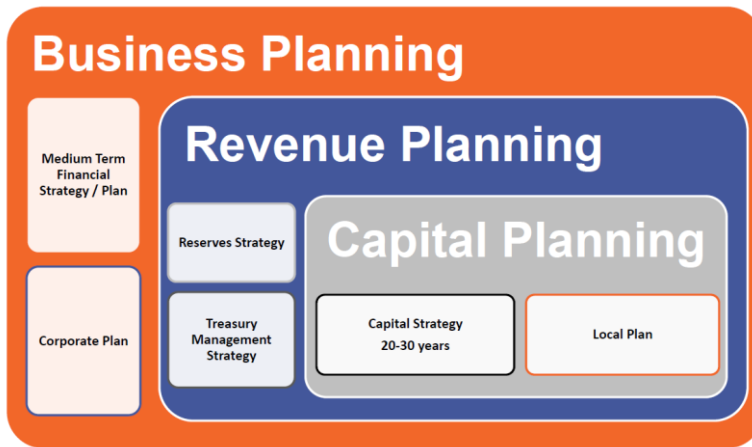 Business Planning
Medium Term
Financial
Strategy / Plan
Corporate Plan
Revenue Planning
Reserves Strategy
Treasury
Management
Strategy
Capital Planning
Capital Strategy
20-30 years
Local Plan